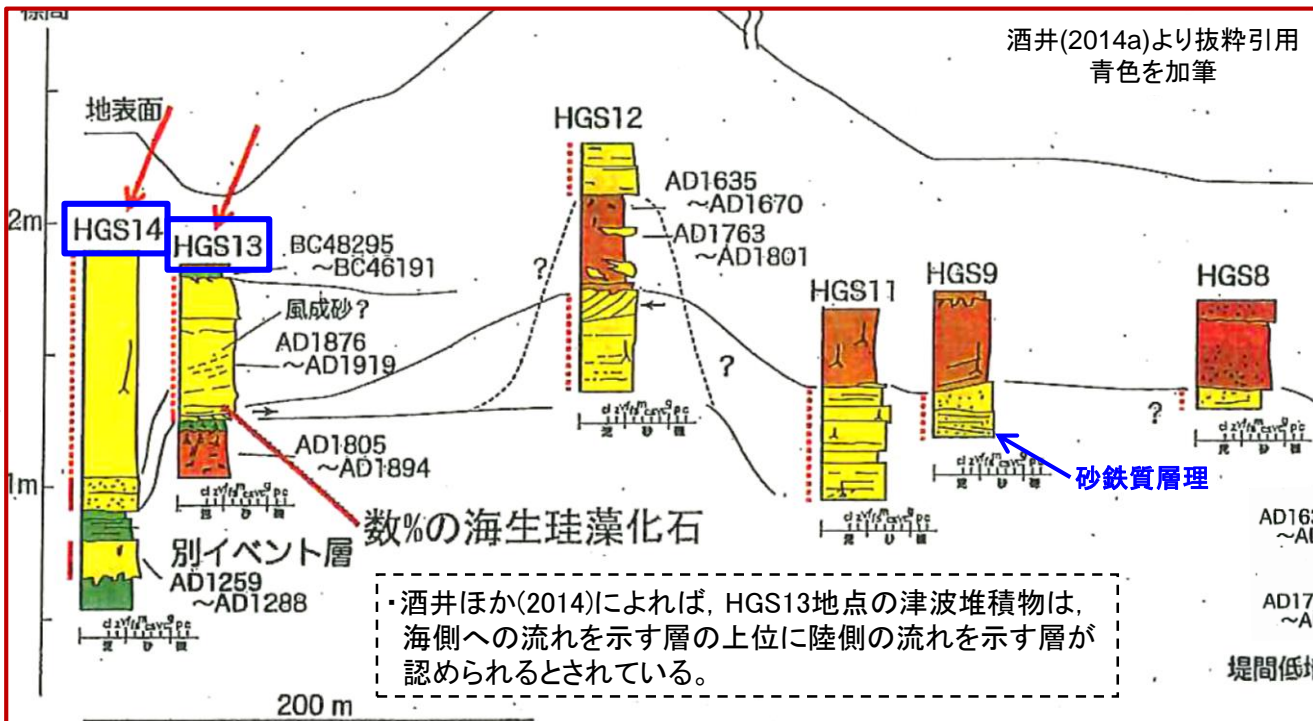 標高
酒井(2014a)より抜粋引用
青色を加筆
地表面
HGS12
AD1635
～AD1670
2m
HGS14
HGS13
BC48295
～BC46191
?
AD1763
～AD1801
HGS11
HGS9
HGS8
風成砂?
AD1876
～AD1919
?
?
AD1805
～AD1894
1m
砂鉄質層理
数%の海生珪藻化石
別イベント層
AD1259
～AD1288
・酒井ほか(2014)によれば, HGS13地点の津波堆積物は,
海側への流れを示す層の上位に陸側の流れを示す層が
認められるとされている。
AD17
200 m